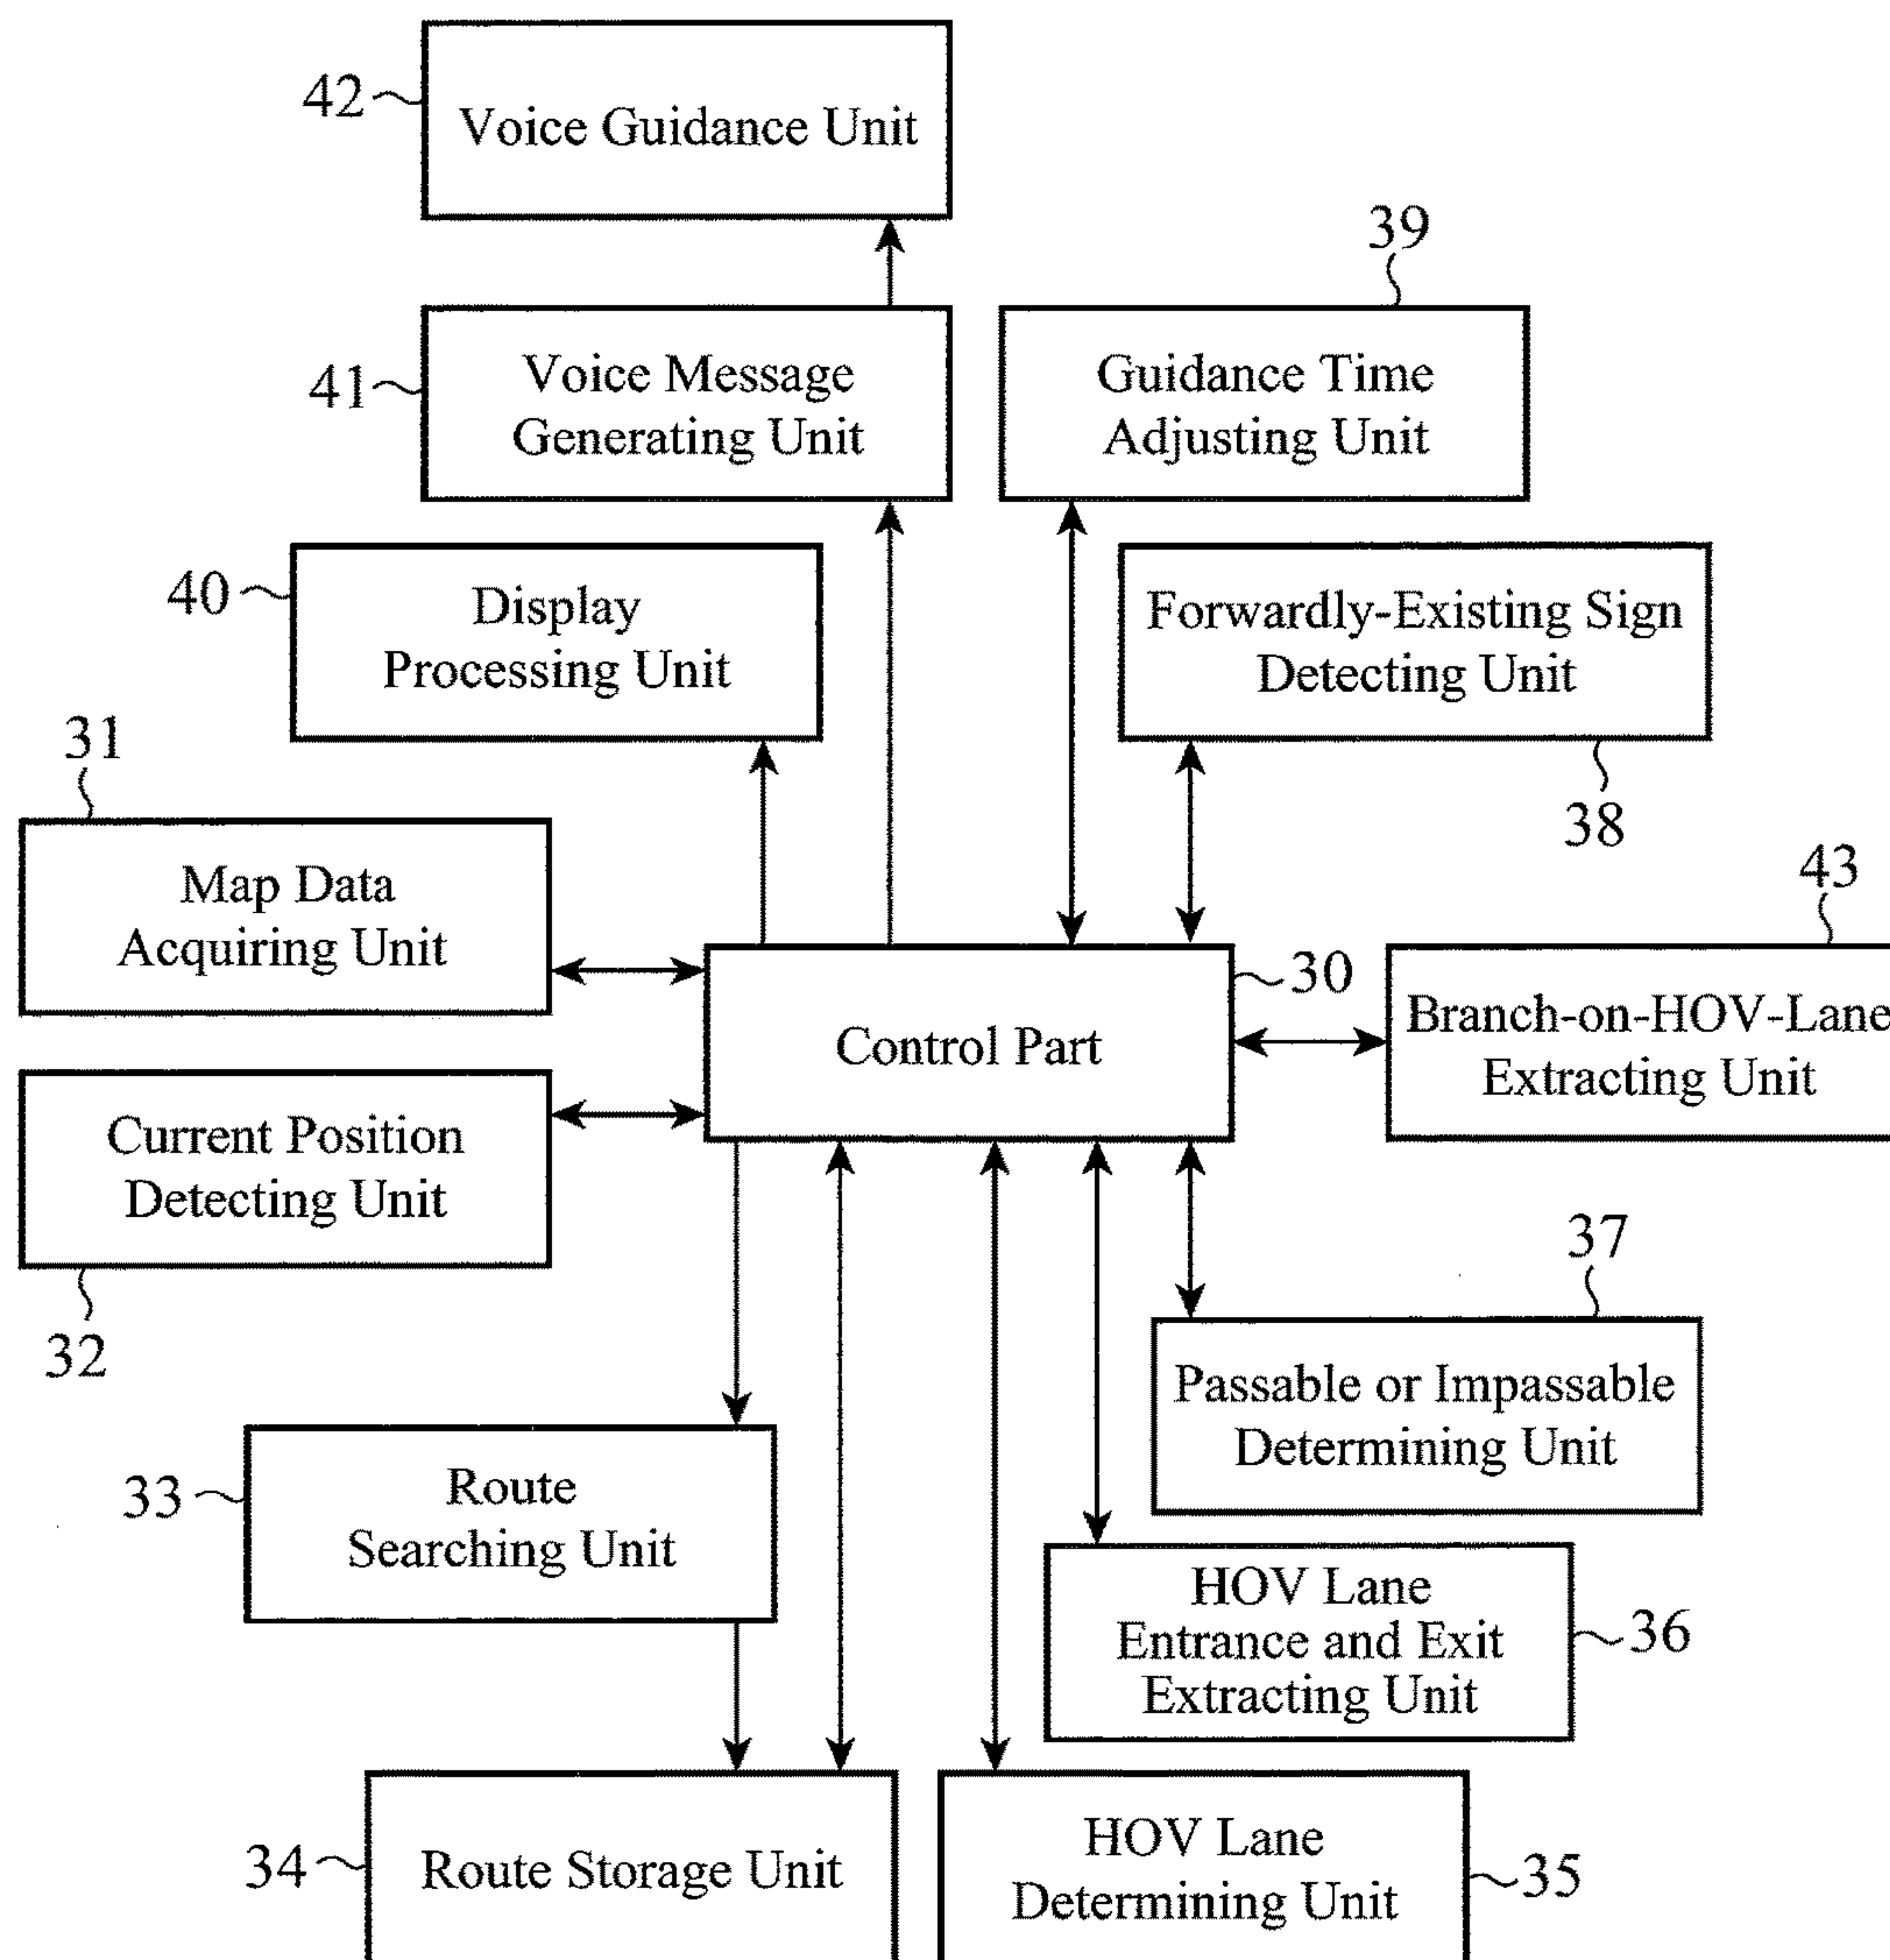 42
Voice Guidance Unit
39
41
Voice Message
Generating Unit
Guidance Time
Adjusting Unit
40
Display
Processing Unit
Forwardly-Existing Sign
Detecting Unit
38
31
Map Data
Acquiring Unit
43
30
Control Part
Branch-on-HOV-Lane
Extracting Unit
Current Position
Detecting Unit
32
37
Passable or Impassable
Determining Unit
33
Route
Searching Unit
HOV Lane
Entrance and Exit
Extracting Unit
36
34
Route Storage Unit
HOV Lane
Determining Unit
35